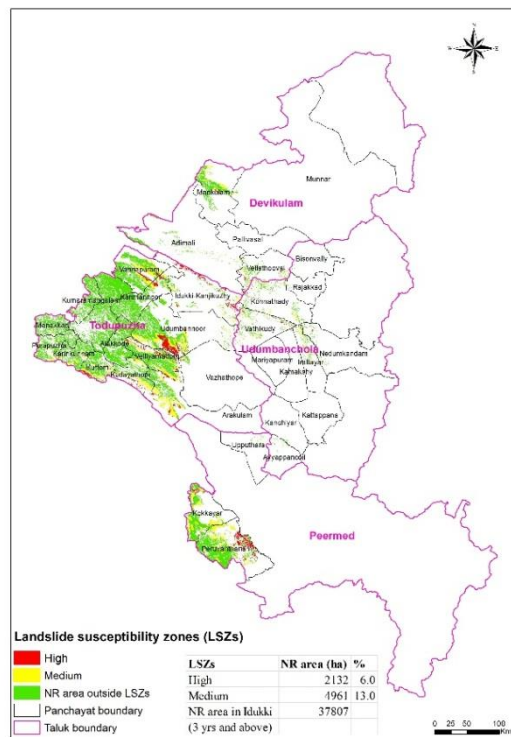 Munnar
Mankulam
Devikulam
Adimali
Pallivasal
Vellathooval
Bisonvally
Vannapuram
Rajakkad
Idukki-Kanjikuzhy
Konnathady
Todupuzha
Udumbannoor
Vathikudy
Udumbanchola
Nedumkandam
Mariyapuram
Vazhathope
Kattappana
Arakulam
Kanchiyar
Upputhara
Ayyappancoil
Kokkayar
Peermed
Landslide susceptibility zones (LSZs)
High
Medium
NR area outside LSZs
Panchayat boundary
Taluk boundary
LSZs NR area (ha) %
High 2132 6.0
Medium 4961 13.0
NR area in Idukki 37807
(3 yrs and above)
0 25 50 100
Km